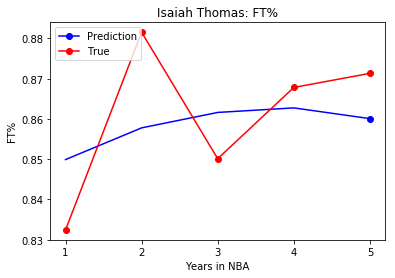 Isaiah Thomas: FT%
Prediction
True
0.88
0.87
0.86
0.85
0.84
0.83
FT%
1 2 3 4 5
Years in NBA